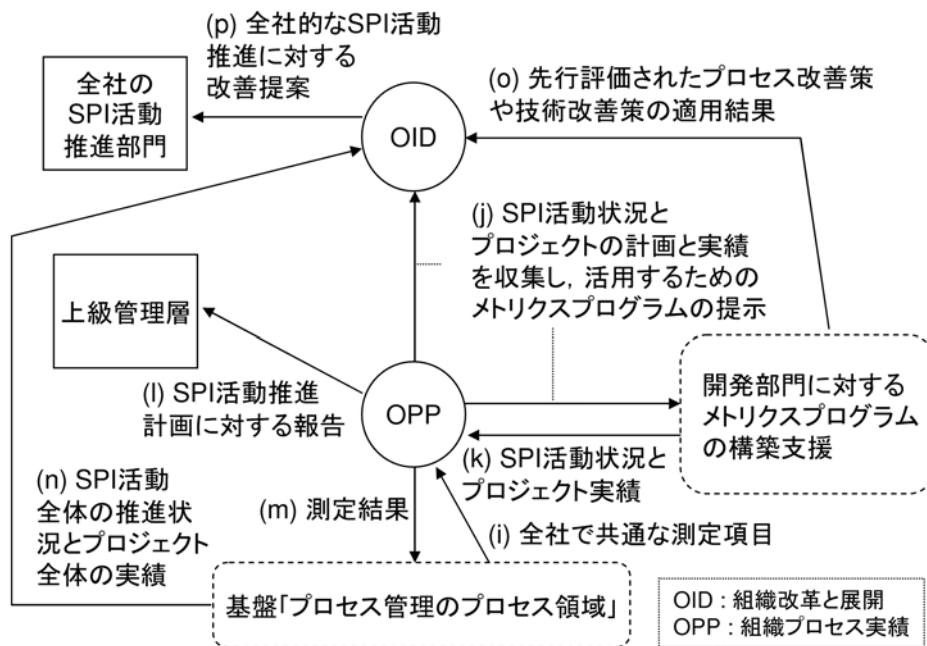 (p) 全社的なSPI活動
推進に対する
改善提案
全社の
SPI活動
推進部門
OID
(o) 先行評価されたプロセス改善策
や技術改善策の適用結果
(j) SPI活動状況と
プロジェクトの計画と実績
を収集し，活用するための
メトリクスプログラムの提示
上級管理層
(l) SPI活動推進
計画に対する報告
OPP
開発部門に対する
メトリクスプログラム
の構築支援
(k) SPI活動状況と
プロジェクト実績
(n) SPI活動
全体の推進状
況とプロジェクト
全体の実績
(m) 測定結果
(i) 全社で共通な測定項目
基盤「プロセス管理のプロセス領域」
OID : 組織改革と展開
OPP : 組織プロセス実績